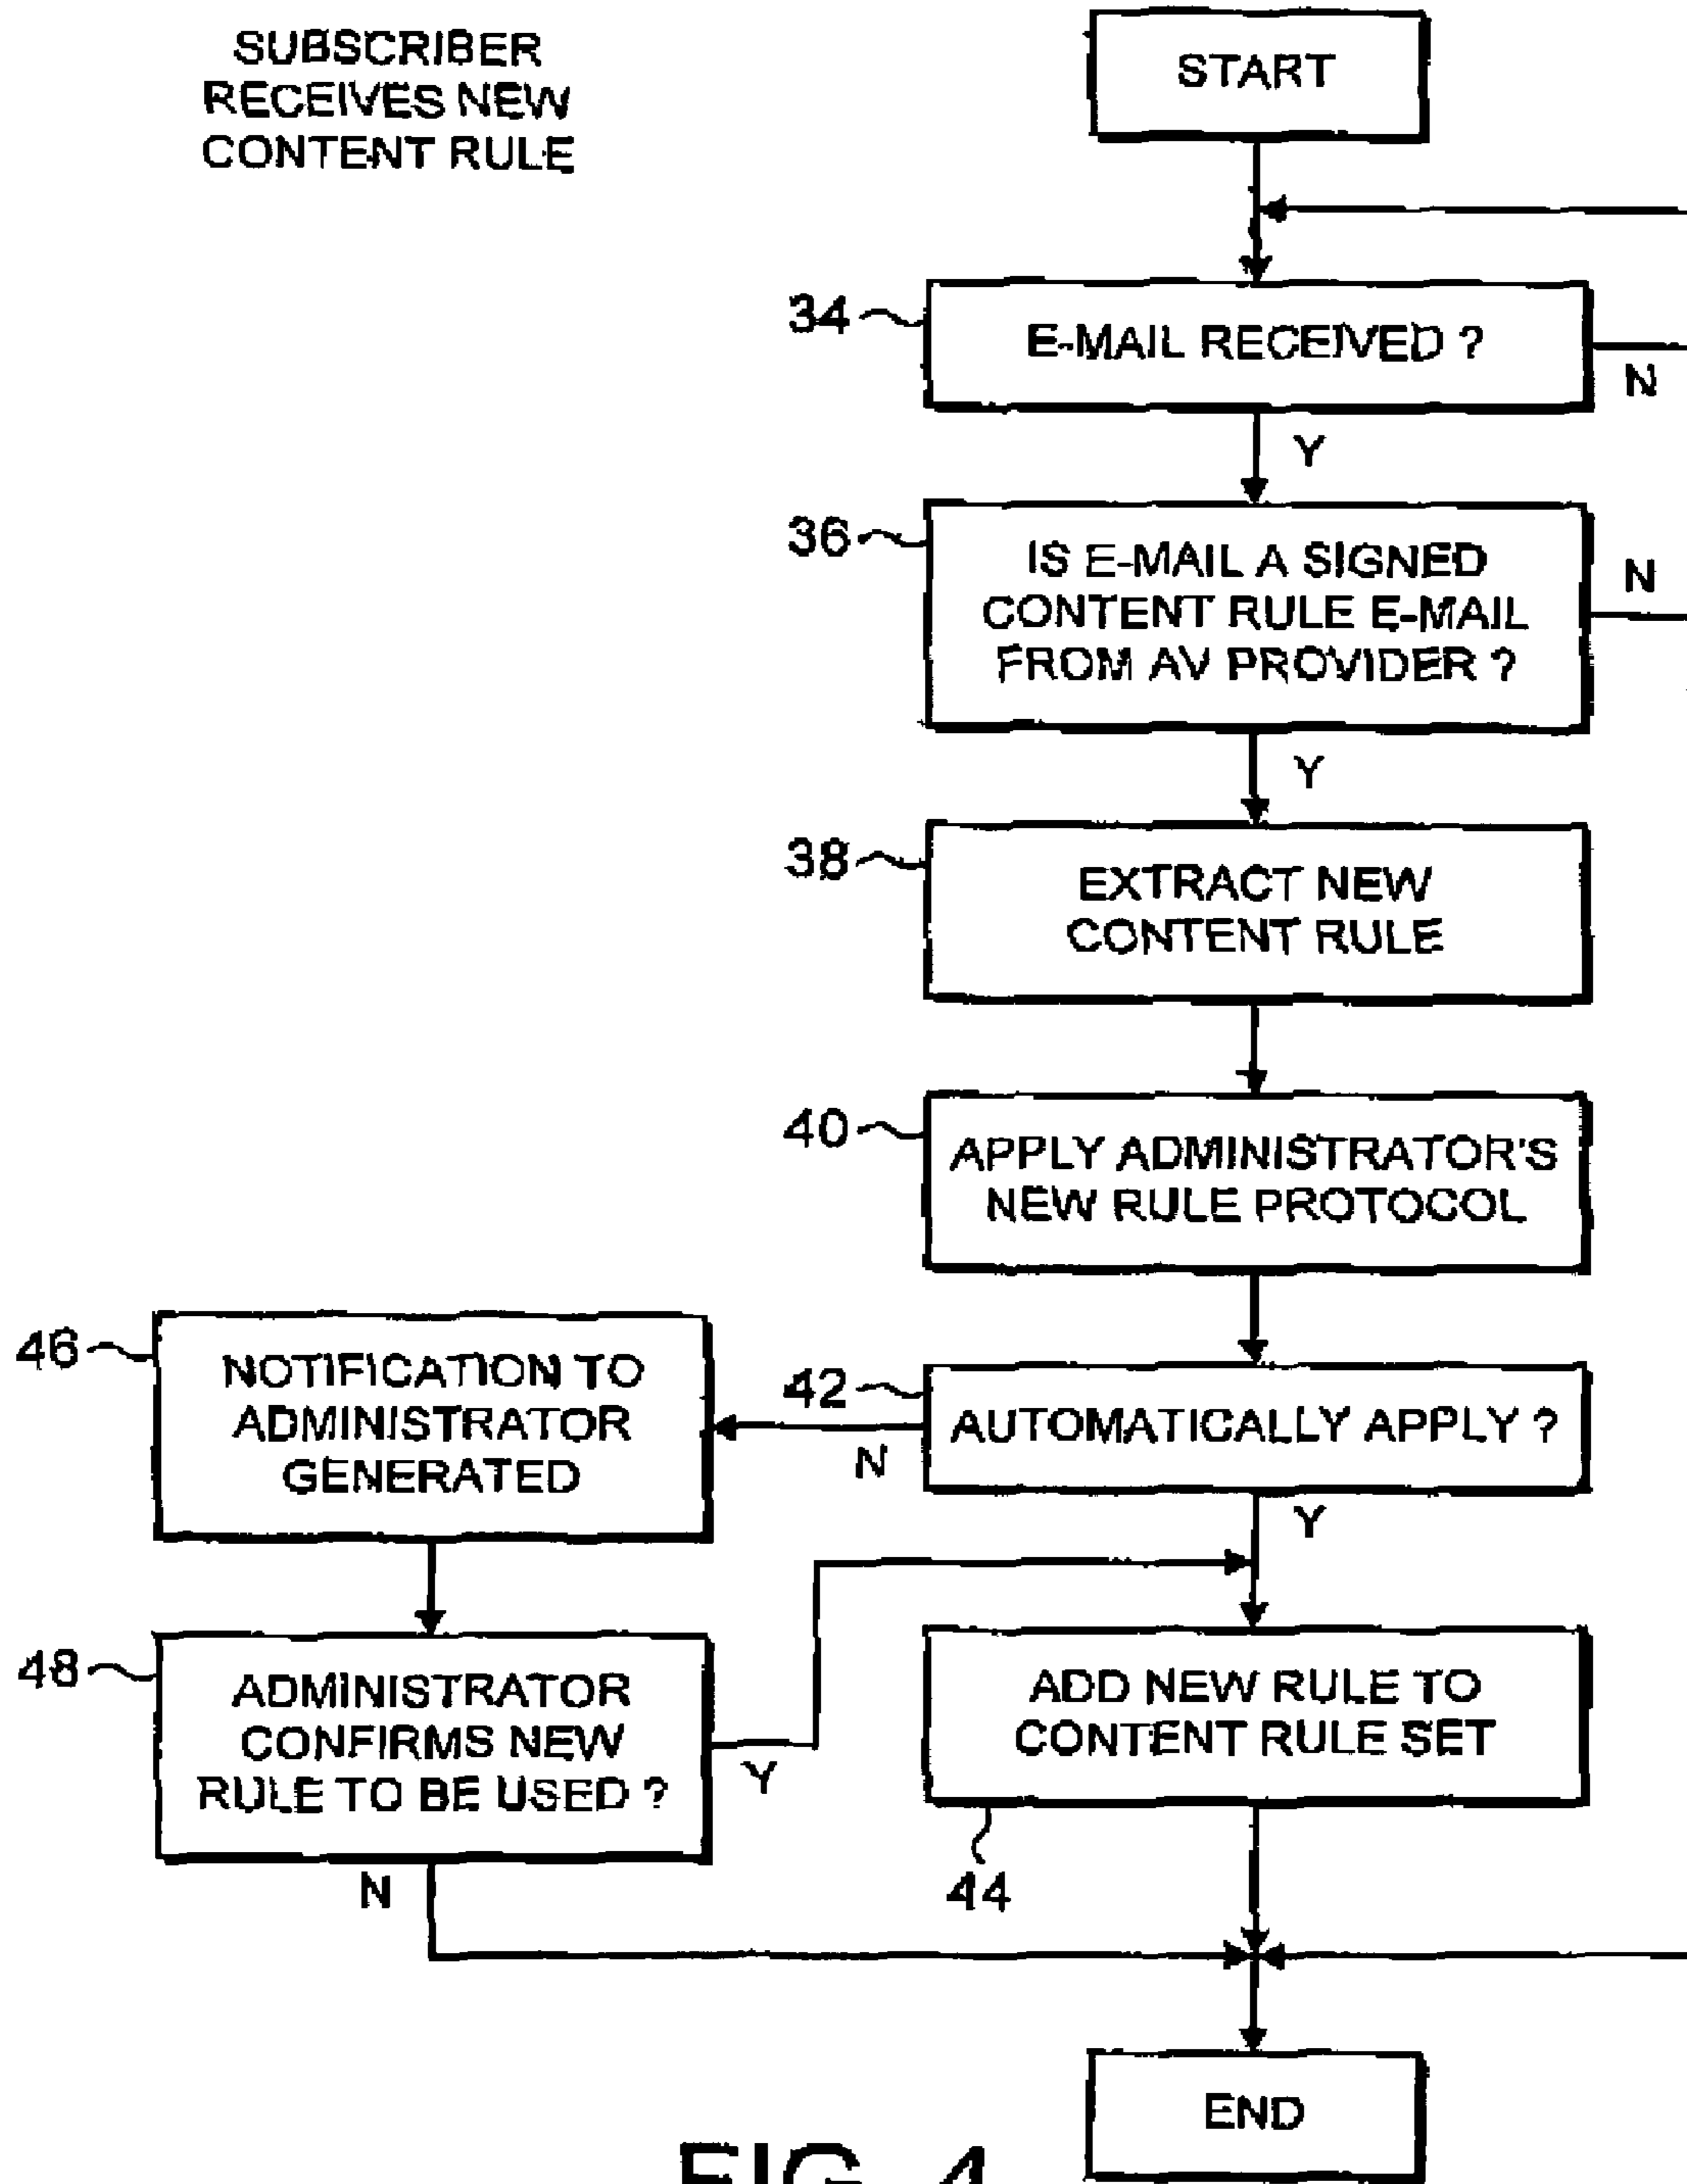 SUBSCRIBER
RECEIVES NEW
CONTENT RULE
START
34
E-MAIL RECEIVED ?
N
Y
36
IS E-MAIL A SIGNED
CONTENT RULE E-MAIL
FROM AV PROVIDER ?
N
Y
38
EXTRACT NEW
CONTENT RULE
40
APPLY ADMINISTRATOR'S
NEW RULE PROTOCOL
42
AUTOMATICALLY APPLY ?
N
Y
46
NOTIFICATION TO
ADMINISTRATOR
GENERATED
48
ADMINISTRATOR
CONFIRMS NEW
RULE TO BE USED ?
Y
N
ADD NEW RULE TO
CONTENT RULE SET
44
END
FIG. 4